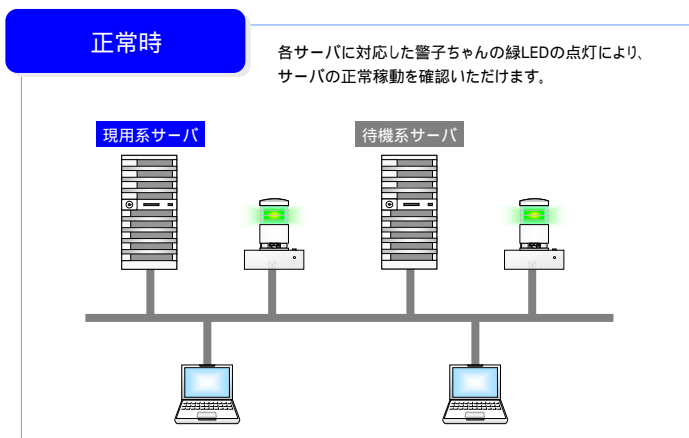 正常時
各サーバに対応した警子ちゃんの緑LEDの点灯により、
サーバの正常稼動を確認いただけます。
現用系サーバ
待機系サーバ